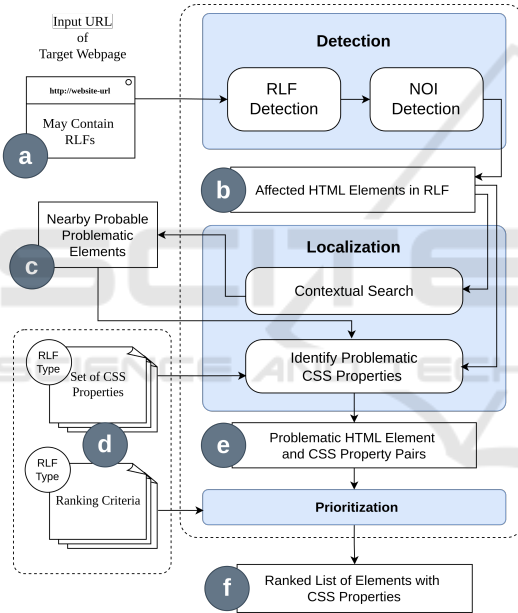 Input URL
of
Target Webpage
http://website-url
May Contain
RLFs
a
Detection
RLF
Detection
NOI
Detection
b
Affected HTML Elements in RLF
Nearby Probable
Problematic
Elements
c
Localization
Contextual Search
Identify Problematic
CSS Properties
RLF
Type
Set of CSS
Properties
d
RLF
Type
Ranking Criteria
e
Problematic HTML Element
and CSS Property Pairs
Prioritization
f
Ranked List of Elements with
CSS Properties